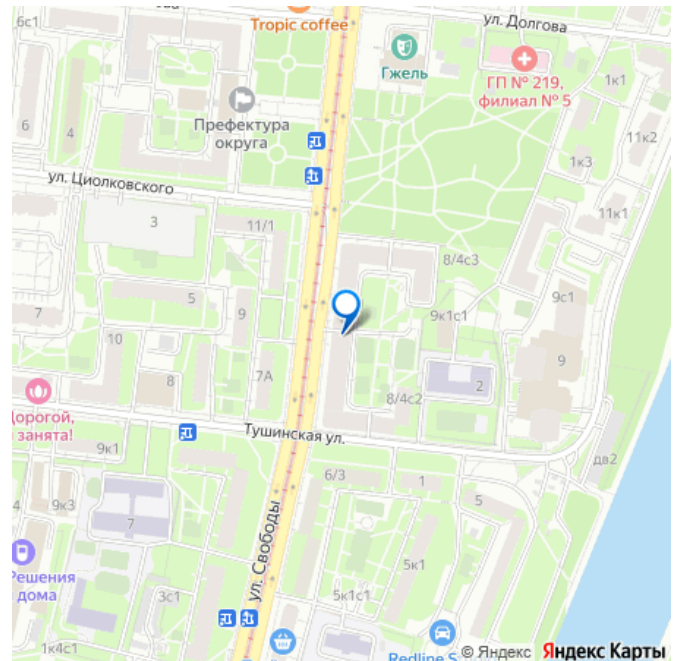 6с1
Tropic coffee
ул. Долгова
Гжель
ГП № 219,
филиал № 5
1к1
6
4
Префектура
округа
11к2
1к3
ул. Циолковского
11к1
3
11/1
8/4с3
5
9
9к1с1
9с1
7
10
9
7А
8
2
8/4с2
Дорогой,
занята!
Тушинская ул.
9к1
дв2
6/3
1
5
4
9к3
7
ул. Свободы
5к1
Решения
дома
3с1
5к1с1
1к4с1
Redline S
© Яндекс Яндекс Карты